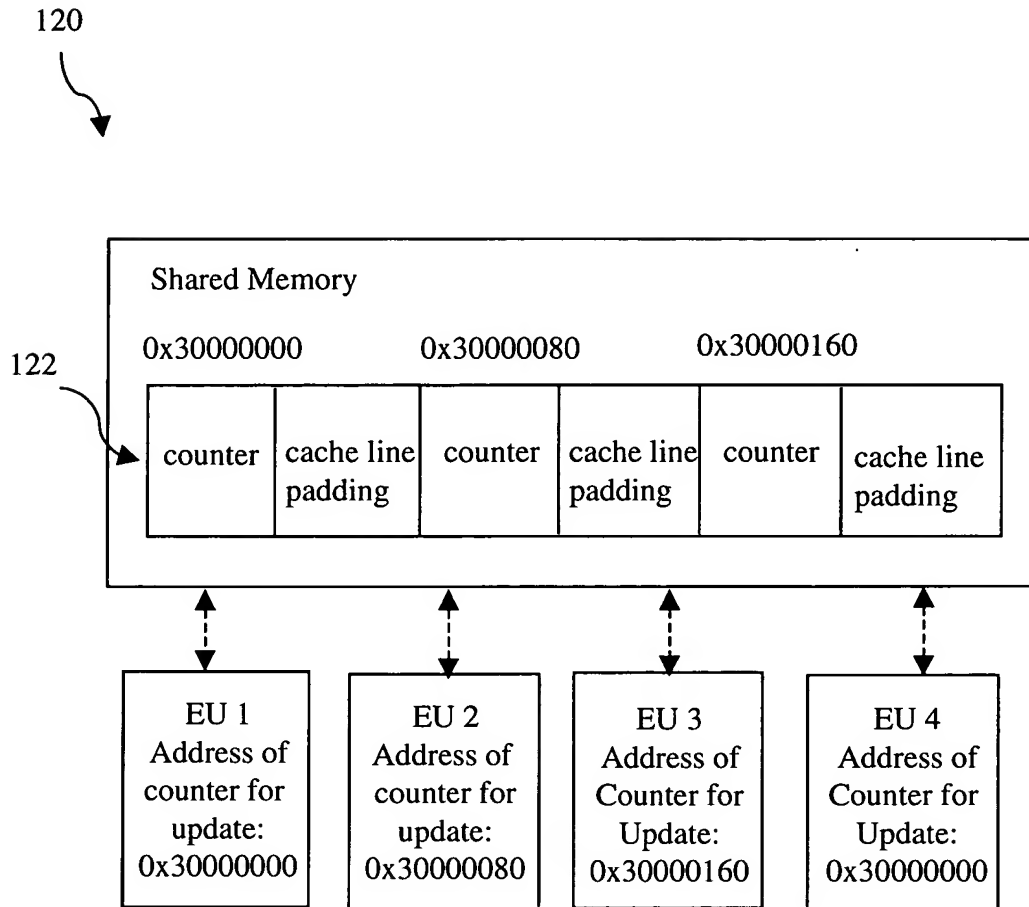 120
Shared Memory
0x30000000 0x30000080 0x30000160
122
counter
cache line
padding
counter
cache line
padding
counter
cache line
padding
EU 1
Address of
counter for
update:
0x30000000
EU 2
Address of
counter for
update:
0x30000080
EU 3
Address of
Counter for
Update:
0x30000160
EU 4
Address of
Counter for
Update:
0x30000000